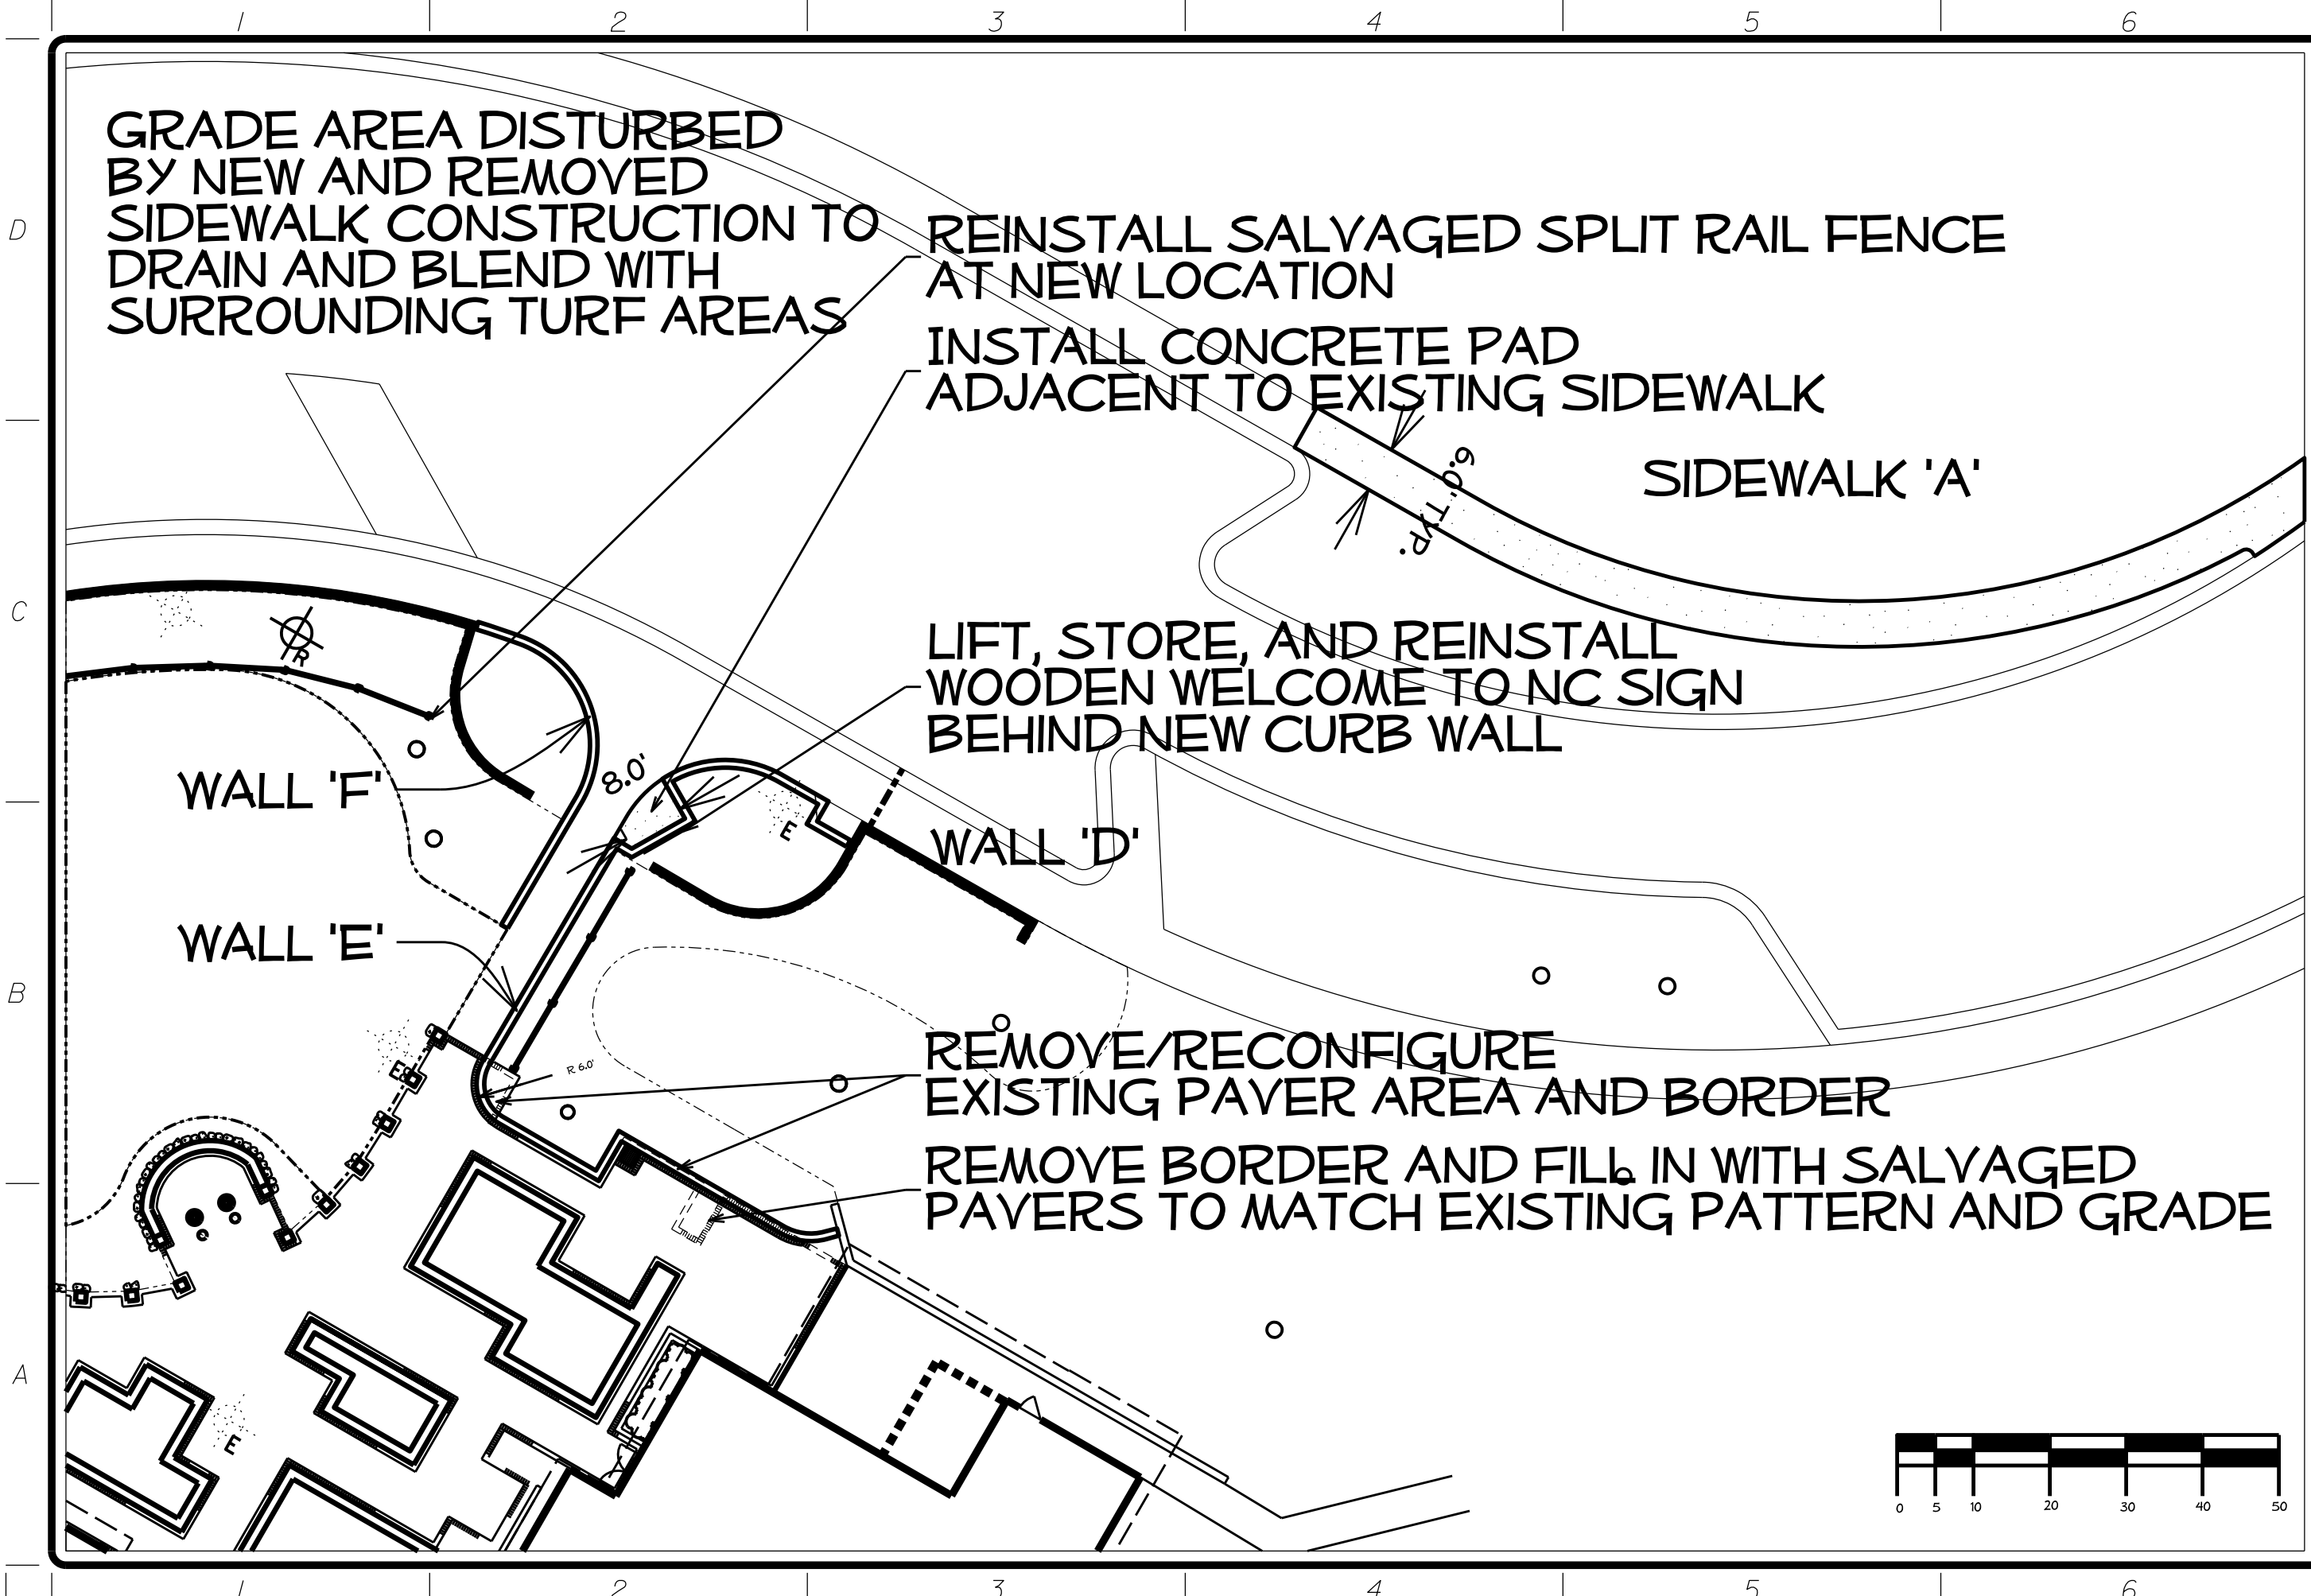 1 2 3 4 5 6
D
GRADE AREA DISTURBED
BY NEW AND REMOVED
SIDEWALK CONSTRUCTION TO
DRAIN AND BLEND WITH
SURROUNDING TURF AREAS
REINSTALL SALVAGED SPLIT RAIL FENCE
AT NEW LOCATION
INSTALL CONCRETE PAD
ADJACENT TO EXISTING SIDEWALK
6.0' TYP.
SIDEWALK 'A'
C
R
LIFT, STORE, AND REINSTALL
WOODEN WELCOME TO NC SIGN
BEHIND NEW CURB WALL
WALL 'F'
8.0'
E
WALL 'D'
WALL 'E'
B
E
R 6.0'
REMOVE/RECONFIGURE
EXISTING PAVER AREA AND BORDER
REMOVE BORDER AND FILL IN WITH SALVAGED
PAVERS TO MATCH EXISTING PATTERN AND GRADE
A
E
0 5 10 20 30 40 50
1 2 3 4 5 6